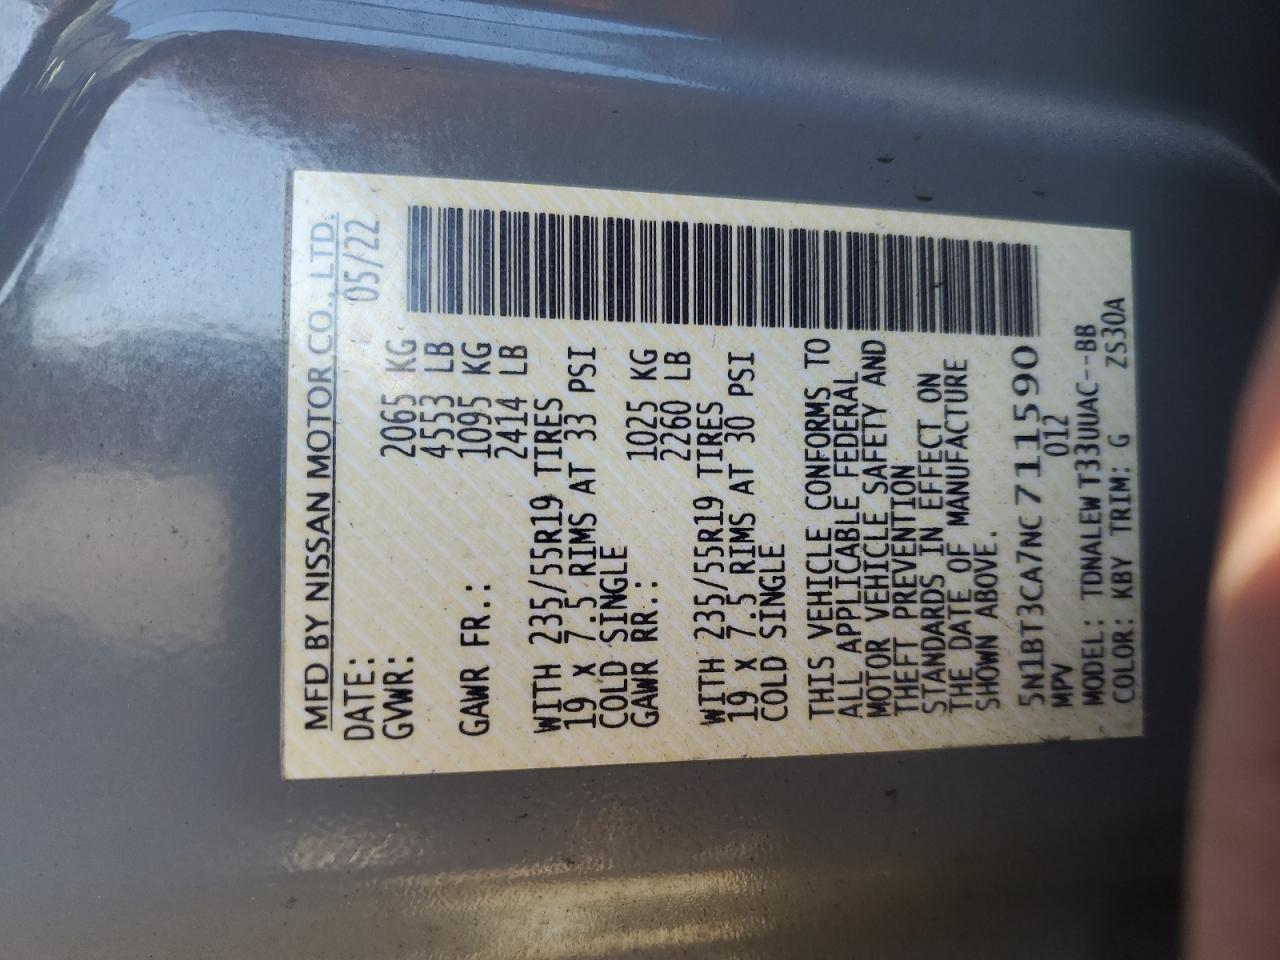 MFD BY NISSAN MOTOR CO., LTD.
DATE: 05/22
GVWR: 2065 KG
4553 LB
GAWR FR.: 1095 KG
2414 LB
WITH 235/55R19 TIRES
19 x 7.5 RIMS AT 33 PSI
COLD SINGLE
GAWR RR.: 1025 KG
2260 LB
WITH 235/55R19 TIRES
19 x 7.5 RIMS AT 30 PSI
COLD SINGLE
THIS VEHICLE CONFORMS TO
ALL APPLICABLE FEDERAL
MOTOR VEHICLE SAFETY AND
THEFT PREVENTION
STANDARDS IN EFFECT ON
THE DATE OF MANUFACTURE
SHOWN ABOVE.
5N1BT3CA7NC711590
MPV 012
MODEL: TDNALEWT33UUAC--BB
COLOR: KBY TRIM: G ZS30A